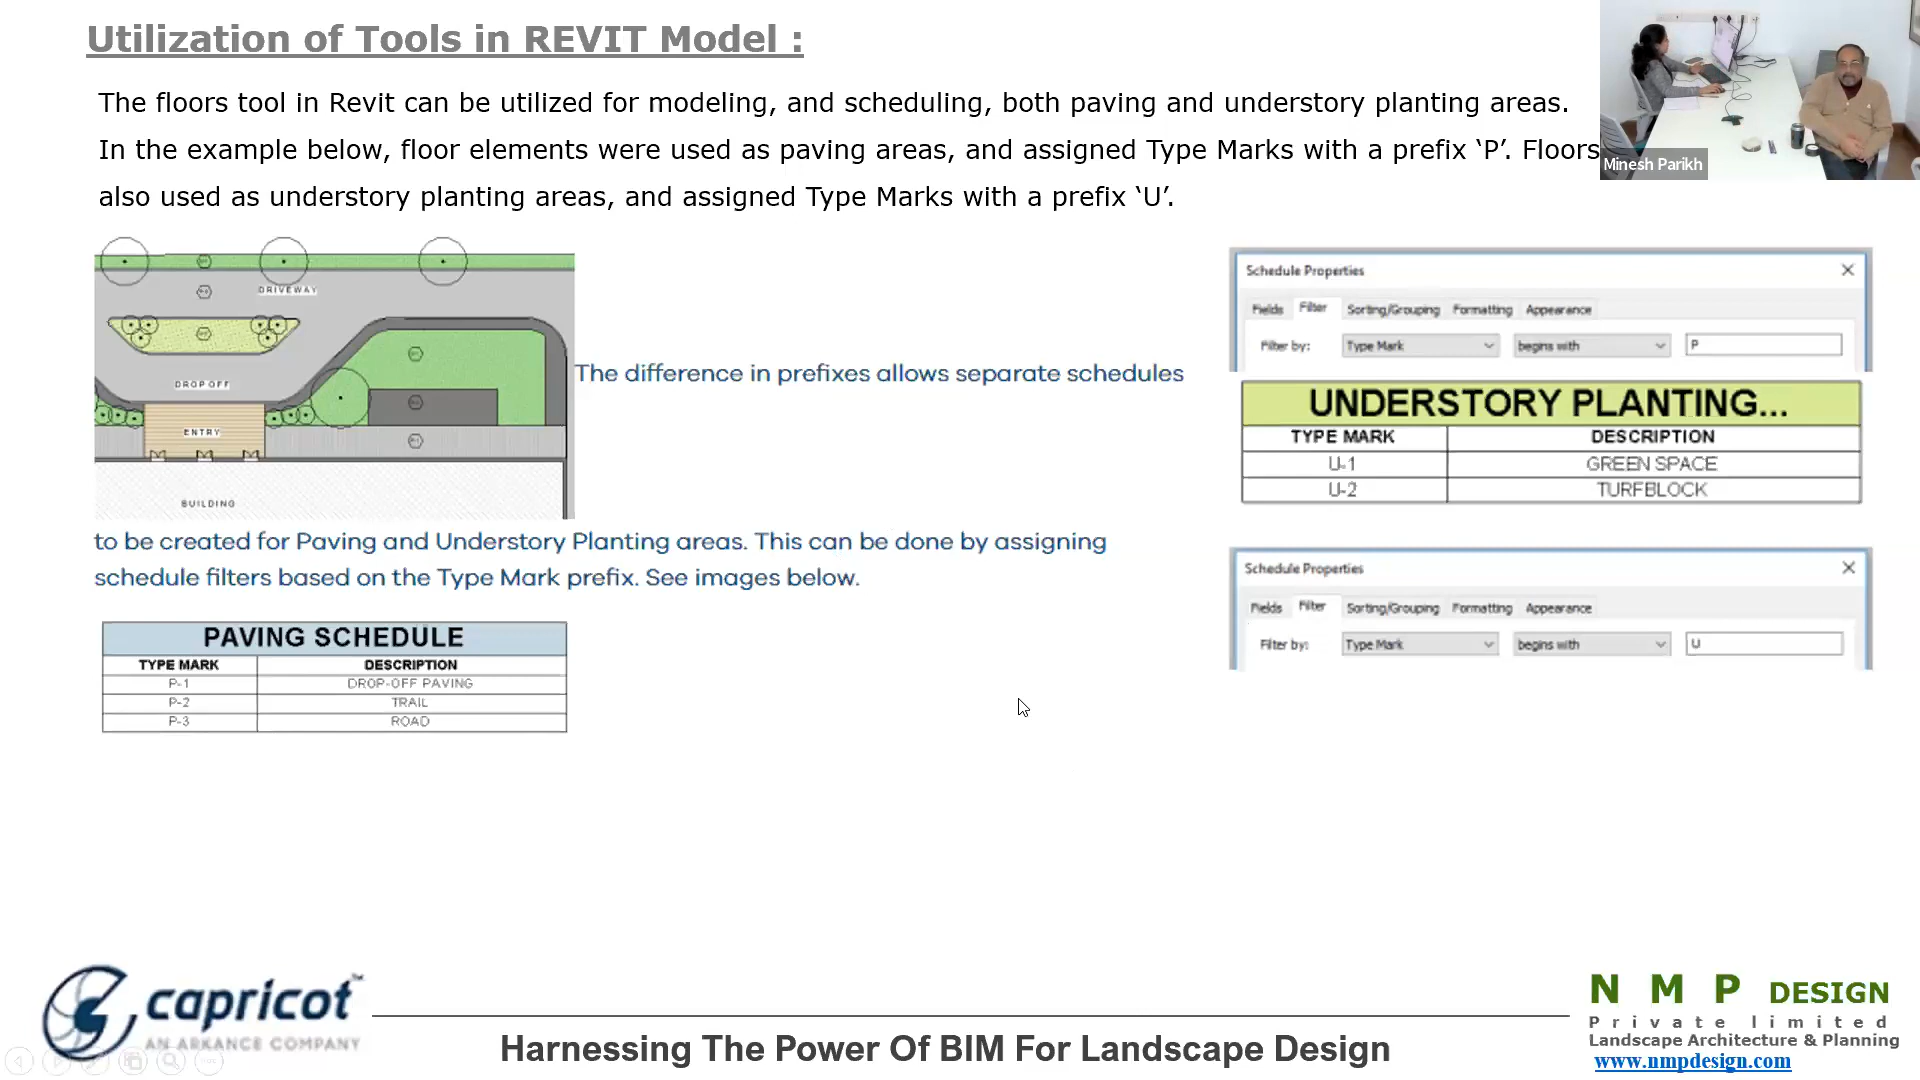 Utilization of Tools in REVIT Model :
The floors tool in Revit can be utilized for modeling, and scheduling, both paving and understory planting areas.
In the example below, floor elements were used as paving areas, and assigned Type Marks with a prefix ‘P’. Floors
also used as understory planting areas, and assigned Type Marks with a prefix ‘U’.
Minesh Parikh
DRIVEWAY
DROP OFF
ENTRY
BUILDING
The difference in prefixes allows separate schedules
to be created for Paving and Understory Planting areas. This can be done by assigning
schedule filters based on the Type Mark prefix. See images below.
PAVING SCHEDULE
TYPE MARK DESCRIPTION
P-1 DROP-OFF PAVING
P-2 TRAIL
P-3 ROAD
Schedule Properties
Fields Filter Sorting/Grouping Formatting Appearance
Filter by: Type Mark begins with P
UNDERSTORY PLANTING...
TYPE MARK DESCRIPTION
U-1 GREEN SPACE
U-2 TURFBLOCK
Schedule Properties
Fields Filter Sorting/Grouping Formatting Appearance
Filter by: Type Mark begins with U
capricot™
AN ARKANCE COMPANY
Harnessing The Power Of BIM For Landscape Design
N M P DESIGN
Private limited
Landscape Architecture & Planning
www.nmpdesign.com